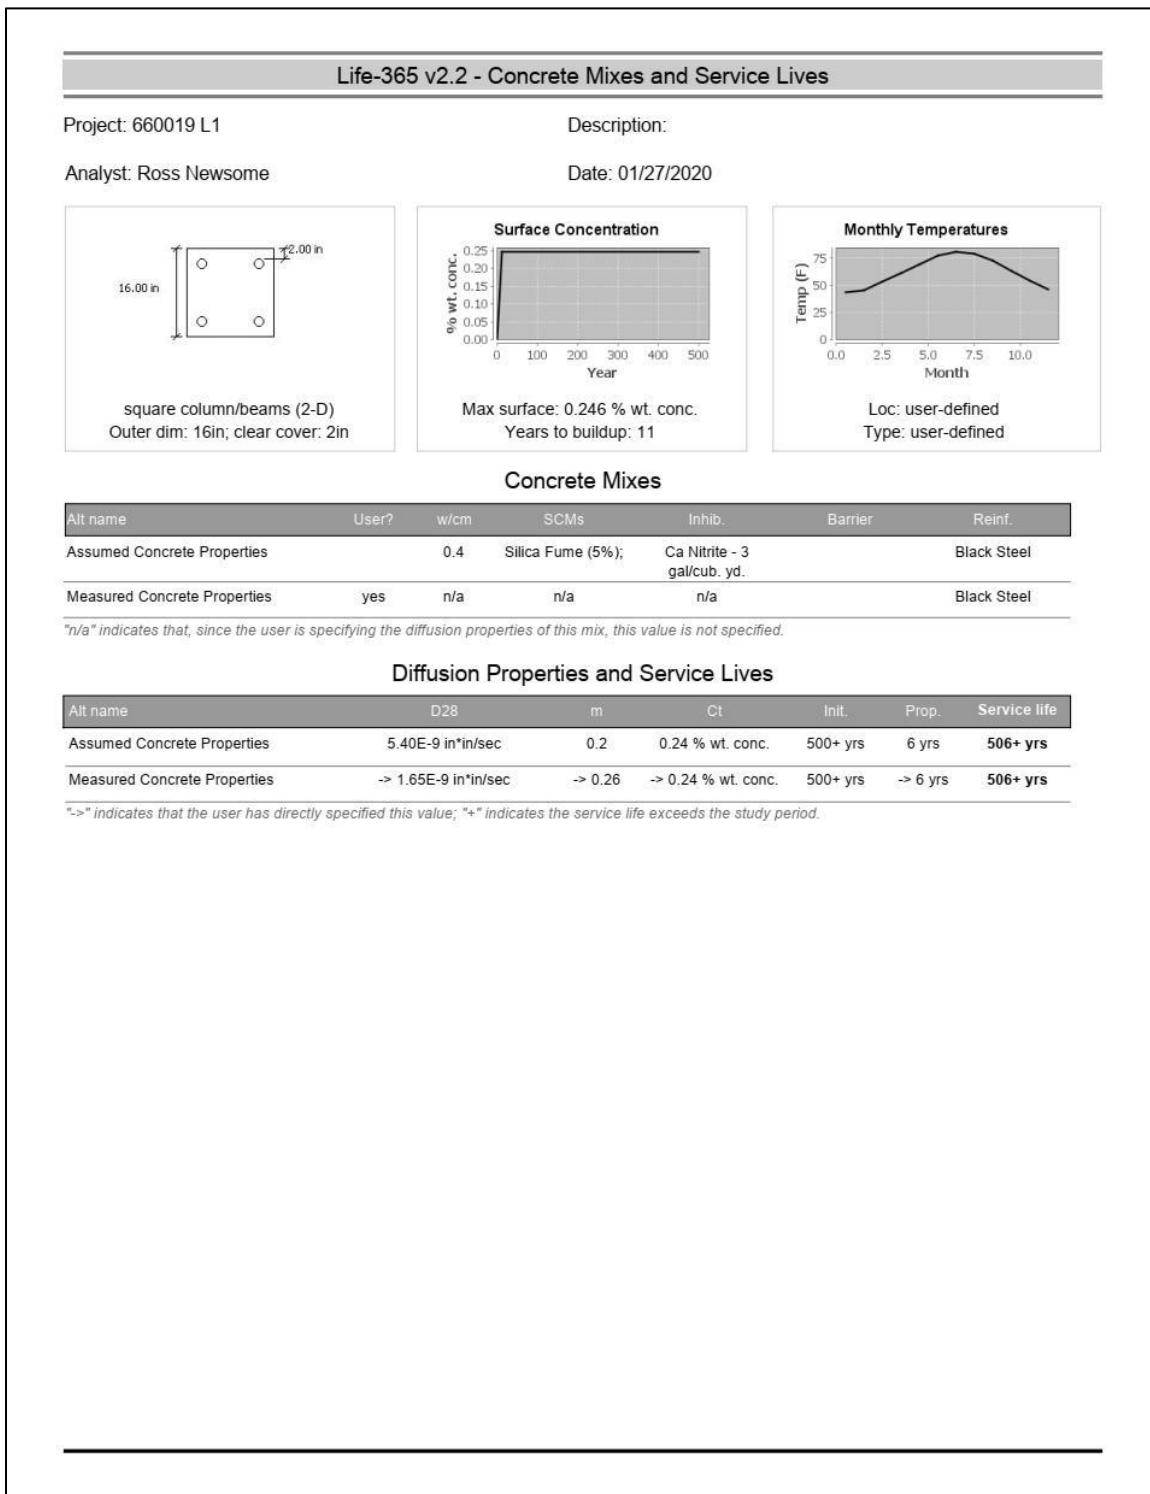 Life-365 v2.2 - Concrete Mixes and Service Lives
Project: 660019 L1
Description:
Analyst: Ross Newsome
Date: 01/27/2020
2.00 in
16.00 in
square column/beams (2-D)
Outer dim: 16in; clear cover: 2in
Surface Concentration
% wt. conc.
0.25
0.20
0.15
0.10
0.05
0.00
0 100 200 300 400 500
Year
Max surface: 0.246 % wt. conc.
Years to buildup: 11
Monthly Temperatures
Temp (F)
75
50
25
0
0.0 2.5 5.0 7.5 10.0
Month
Loc: user-defined
Type: user-defined
Concrete Mixes
Alt name User? w/cm SCMs Inhib. Barrier Reinf.
Assumed Concrete Properties 0.4 Silica Fume (5%); Ca Nitrite - 3 Black Steel
gal/cub. yd.
Measured Concrete Properties yes n/a n/a n/a Black Steel
"n/a" indicates that, since the user is specifying the diffusion properties of this mix, this value is not specified.
Diffusion Properties and Service Lives
Alt name D28 m Ct Init. Prop. Service life
Assumed Concrete Properties 5.40E-9 in*in/sec 0.2 0.24 % wt. conc. 500+ yrs 6 yrs 506+ yrs
Measured Concrete Properties -> 1.65E-9 in*in/sec -> 0.26 -> 0.24 % wt. conc. 500+ yrs -> 6 yrs 506+ yrs
"->" indicates that the user has directly specified this value; "+" indicates the service life exceeds the study period.